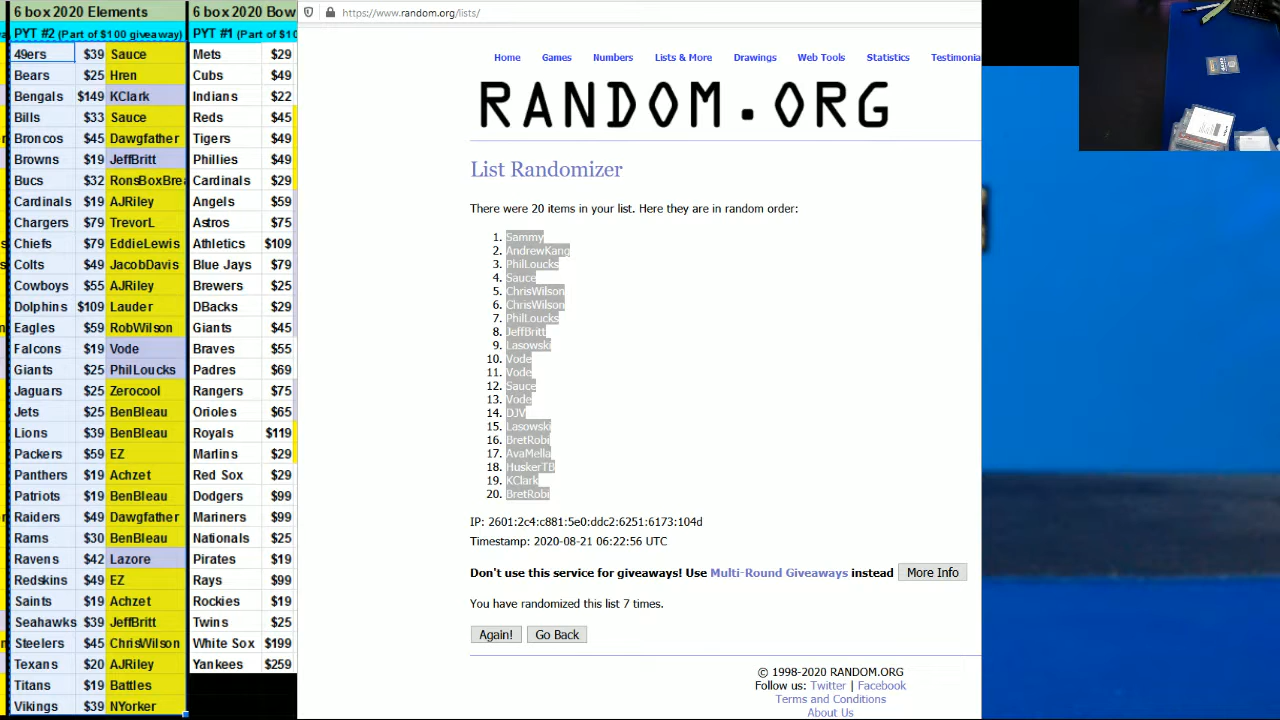 6 box 2020 Elements
PYT #2 (Part of $100 giveaway)
49ers $39 Sauce
Bears $25 Hren
Bengals $149 KClark
Bills $33 Sauce
Broncos $45 Dawgfather
Browns $19 JeffBritt
Bucs $32 RonsBoxBrea
Cardinals $19 AJRiley
Chargers $79 TrevorL
Chiefs $79 EddieLewis
Colts $49 JacobDavis
Cowboys $55 AJRiley
Dolphins $109 Lauder
Eagles $59 RobWilson
Falcons $19 Vode
Giants $25 PhilLoucks
Jaguars $25 Zerocool
Jets $25 BenBleau
Lions $39 BenBleau
Packers $59 EZ
Panthers $19 Achzet
Patriots $19 BenBleau
Raiders $49 Dawgfather
Rams $30 BenBleau
Ravens $42 Lazore
Redskins $49 EZ
Saints $19 Achzet
Seahawks $39 JeffBritt
Steelers $45 ChrisWilson
Texans $20 AJRiley
Titans $19 Battles
Vikings $39 NYorker
6 box 2020 Bow
PYT #1 (Part of $10
Mets $29
Cubs $49
Indians $22
Reds $45
Tigers $49
Phillies $49
Cardinals $29
Angels $59
Astros $75
Athletics $109
Blue Jays $79
Brewers $25
DBacks $29
Giants $45
Braves $55
Padres $69
Rangers $75
Orioles $65
Royals $119
Marlins $29
Red Sox $29
Dodgers $99
Mariners $99
Nationals $25
Pirates $19
Rays $99
Rockies $19
Twins $25
White Sox $199
Yankees $259
https://www.random.org/lists/
Home Games Numbers Lists & More Drawings Web Tools Statistics Testimonia
RANDOM.ORG
List Randomizer
There were 20 items in your list. Here they are in random order:
1. Sammy
2. AndrewKang
3. PhilLoucks
4. Sauce
5. ChrisWilson
6. ChrisWilson
7. PhilLoucks
8. JeffBritt
9. Lasowski
10. Vode
11. Vode
12. Sauce
13. Vode
14. DJV
15. Lasowski
16. BretRobi
17. AvaMella
18. HuskerTB
19. KClark
20. BretRobi
IP: 2601:2c4:c881:5e0:ddc2:6251:6173:104d
Timestamp: 2020-08-21 06:22:56 UTC
Don't use this service for giveaways! Use Multi-Round Giveaways instead More Info
You have randomized this list 7 times.
Again! Go Back
© 1998-2020 RANDOM.ORG
Follow us: Twitter | Facebook
Terms and Conditions
About Us